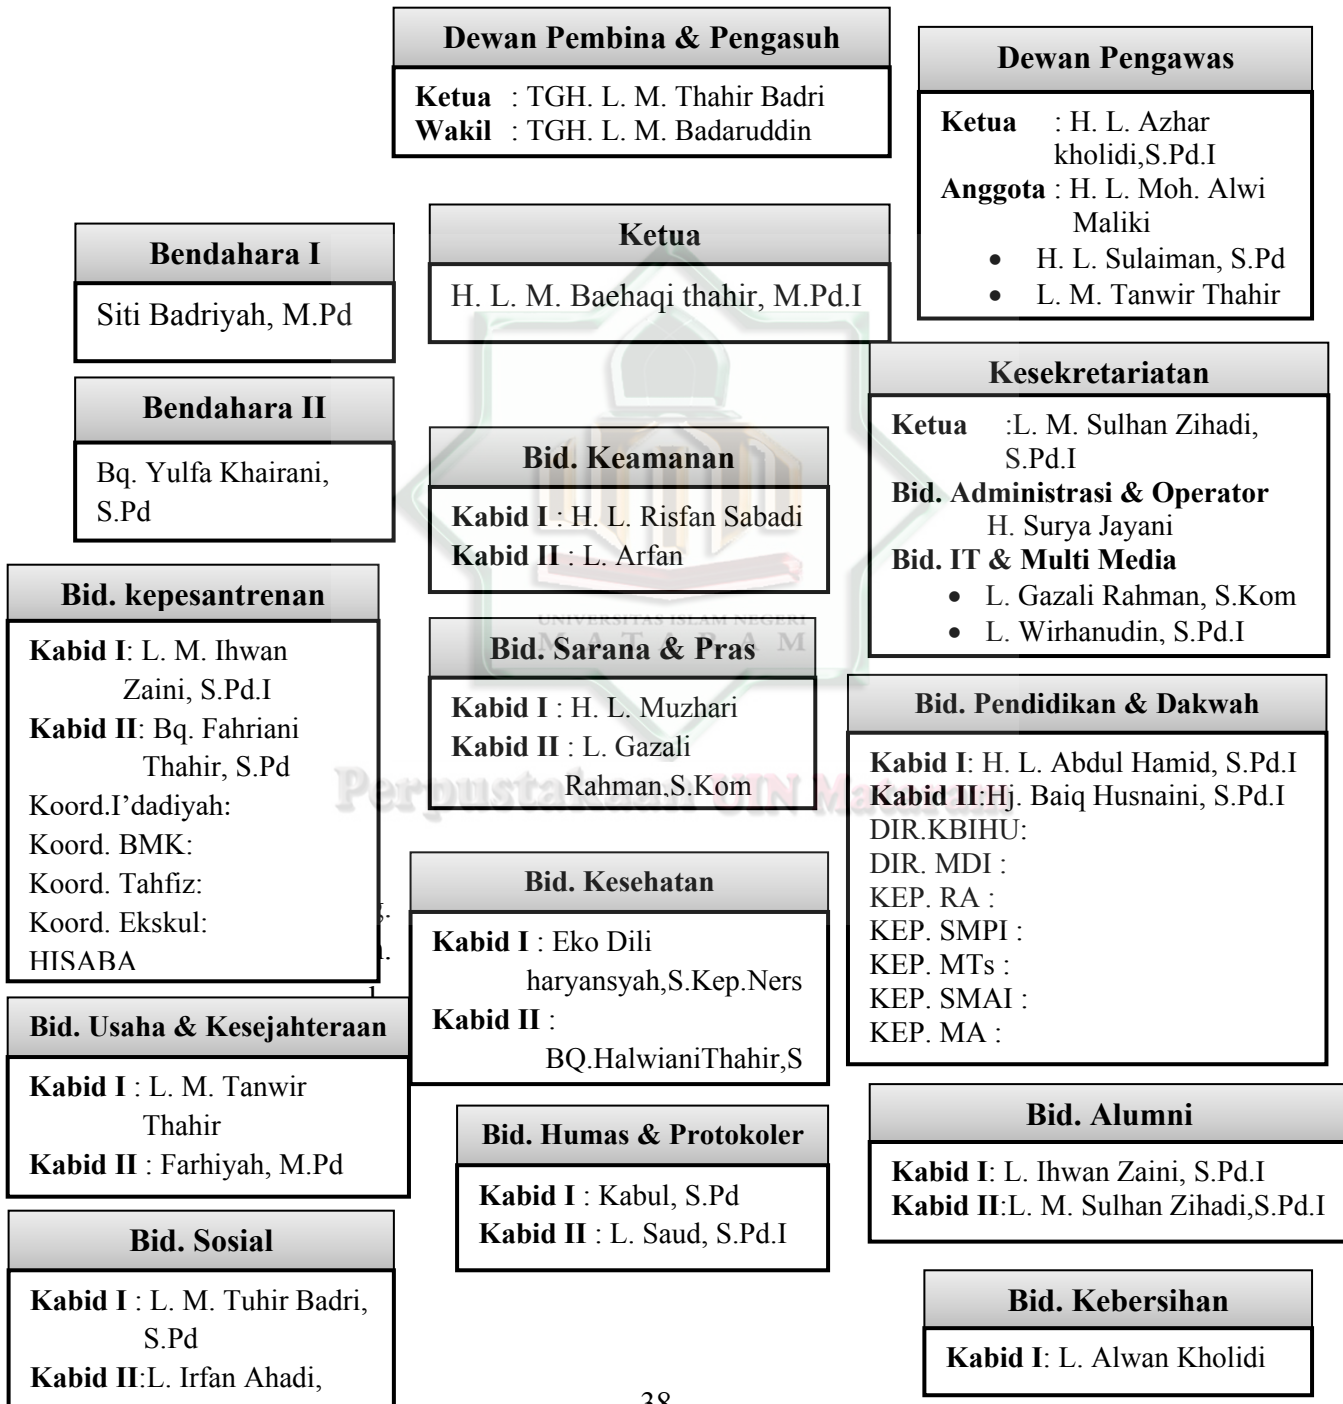 Dewan Pembina & Pengasuh
Ketua : TGH. L. M. Thahir Badri
Wakil : TGH. L. M. Badaruddin
Dewan Pengawas
Ketua : H. L. Azhar
kholidi,S.Pd.I
Anggota : H. L. Moh. Alwi
Maliki
• H. L. Sulaiman, S.Pd
• L. M. Tanwir Thahir
Bendahara I
Siti Badriyah, M.Pd
Ketua
H. L. M. Baehaqi thahir, M.Pd.I
Bendahara II
Bq. Yulfa Khairani,
S.Pd
Kesekretariatan
Ketua :L. M. Sulhan Zihadi,
S.Pd.I
Bid. Administrasi & Operator
H. Surya Jayani
Bid. IT & Multi Media
• L. Gazali Rahman, S.Kom
• L. Wirhanudin, S.Pd.I
Bid. Keamanan
Kabid I : H. L. Risfan Sabadi
Kabid II : L. Arfan
Bid. kepesantrenan
Kabid I: L. M. Ihwan
Zaini, S.Pd.I
Kabid II: Bq. Fahriani
Thahir, S.Pd
Koord.I’dadiyah:
Koord. BMK:
Koord. Tahfiz:
Koord. Ekskul:
HISABA
UNIVERSITAS ISLAM NEGERI
M A T A R A M
Bid. Sarana & Pras
Kabid I : H. L. Muzhari
Kabid II : L. Gazali
Rahman,S.Kom
Perpustakaan UIN Mataram
Bid. Pendidikan & Dakwah
Kabid I: H. L. Abdul Hamid, S.Pd.I
Kabid II:Hj. Baiq Husnaini, S.Pd.I
DIR.KBIHU:
DIR. MDI :
KEP. RA :
KEP. SMPI :
KEP. MTs :
KEP. SMAI :
KEP. MA :
Bid. Kesehatan
Kabid I : Eko Dili
haryansyah,S.Kep.Ners
Kabid II :
BQ.HalwianiThahir,S
Bid. Usaha & Kesejahteraan
Kabid I : L. M. Tanwir
Thahir
Kabid II : Farhiyah, M.Pd
Bid. Humas & Protokoler
Kabid I : Kabul, S.Pd
Kabid II : L. Saud, S.Pd.I
Bid. Alumni
Kabid I: L. Ihwan Zaini, S.Pd.I
Kabid II:L. M. Sulhan Zihadi,S.Pd.I
Bid. Sosial
Kabid I : L. M. Tuhir Badri,
S.Pd
Kabid II:L. Irfan Ahadi,
Bid. Kebersihan
Kabid I: L. Alwan Kholidi
38